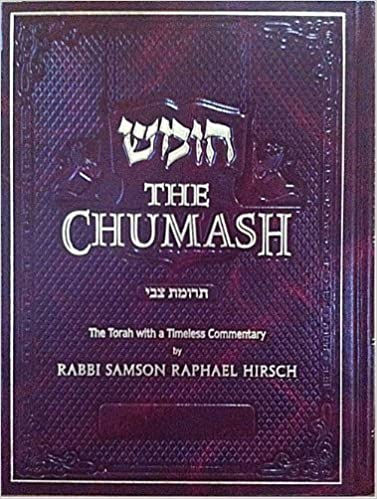 חומש
THE
CHUMASH
תרומת צבי
The Torah with a Timeless Commentary
by
RABBI SAMSON RAPHAEL HIRSCH